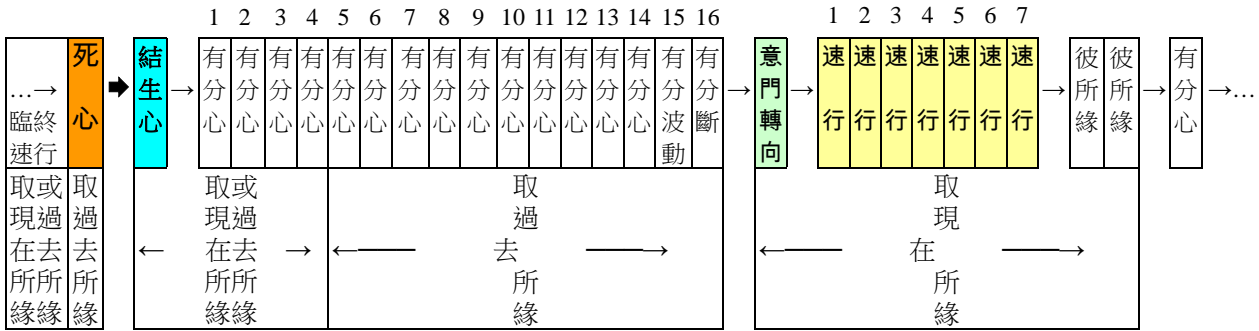 1 2 3 4 5 6 7 8 9 10 11 12 13 14 15 16
1 2 3 4 5 6 7
…→
臨終
速行
死心
➡
結生心
→
有分心
有分心
有分心
有分心
有分心
有分心
有分心
有分心
有分心
有分心
有分心
有分心
有分心
有分心
有分波動
有分斷
→
意門轉向
→
速行
速行
速行
速行
速行
速行
速行
→
彼所緣
彼所緣
→
有分心
→…
取現在所緣
或過去所緣
取過去所緣
←
取現在所緣
或過去所緣
→
←——
取過去所緣
——→
←——
取現在所緣
——→